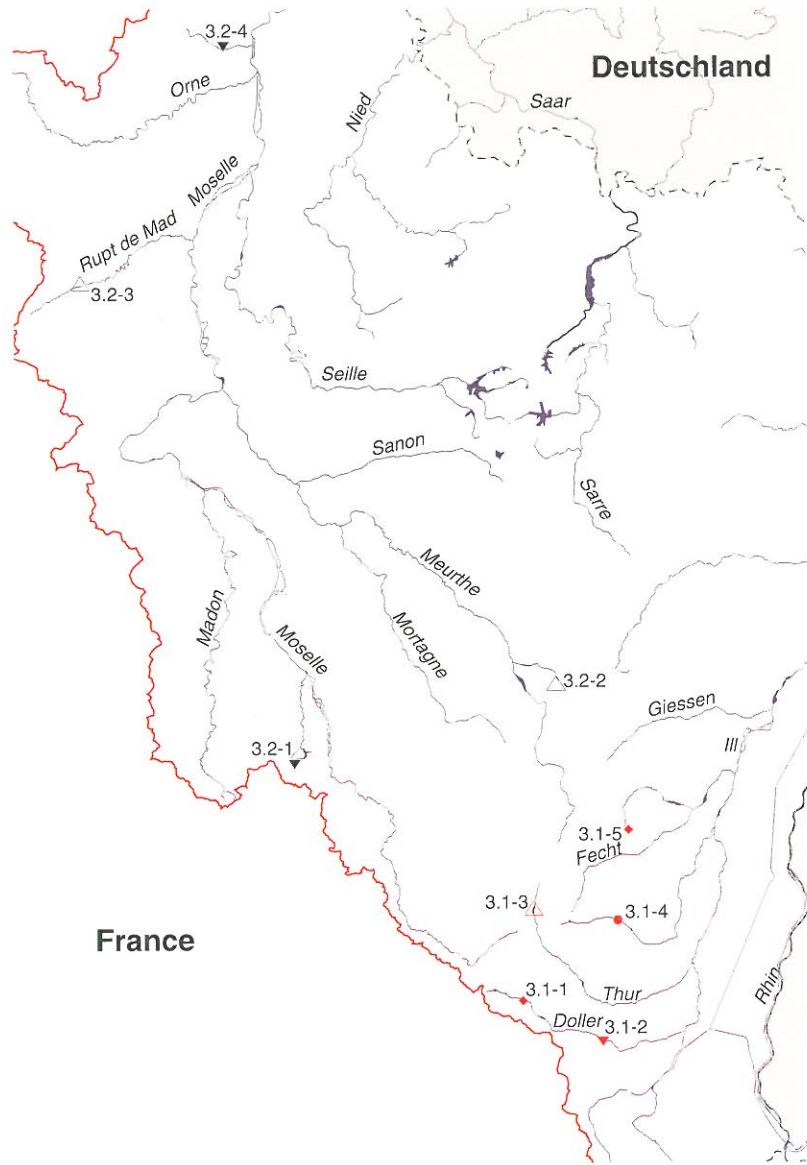 3.2-4
Deutschland
Orne
Nied
Saar
Moselle
Rupt de Mad
3.2-3
Seille
Sanon
Sarre
Meurthe
Madon
Mortagne
Moselle
3.2-2
Giessen
3.2-1
Ill
3.1-5
Fecht
3.1-3
3.1-4
France
Rhin
3.1-1
Thur
Doller
3.1-2